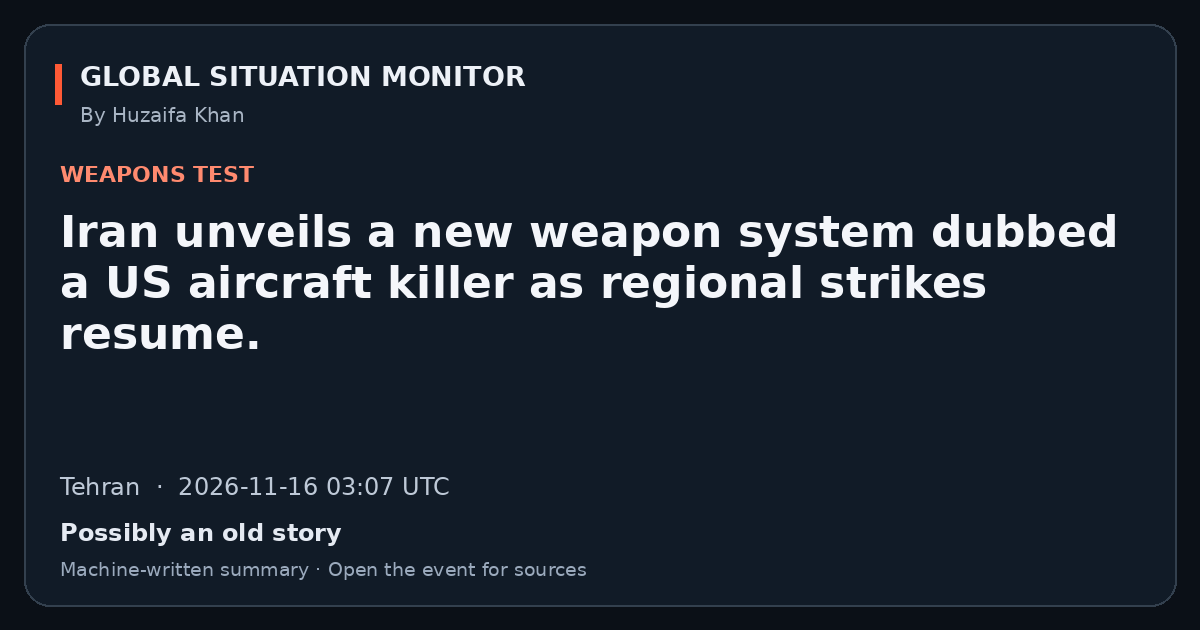 GLOBAL SITUATION MONITOR
By Huzaifa Khan
WEAPONS TEST
Iran unveils a new weapon system dubbed
a US aircraft killer as regional strikes
resume.
Tehran · 2026-11-16 03:07 UTC
Possibly an old story
Machine-written summary · Open the event for sources